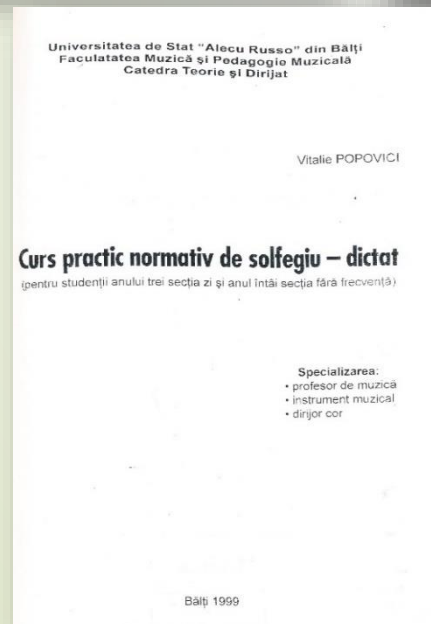 Universitatea de Stat "Alecu Russo" din Bălți
Faculatatea Muzică și Pedagogie Muzicală
Catedra Teorie și Dirijat
Vitalie POPOVICI
Curs practic normativ de solfegiu – dictat
(pentru studenții anului trei secția zi și anul întâi secția fără frecvență)
Specializarea:
• profesor de muzică
• instrument muzical
• dirijor cor
Bălți 1999